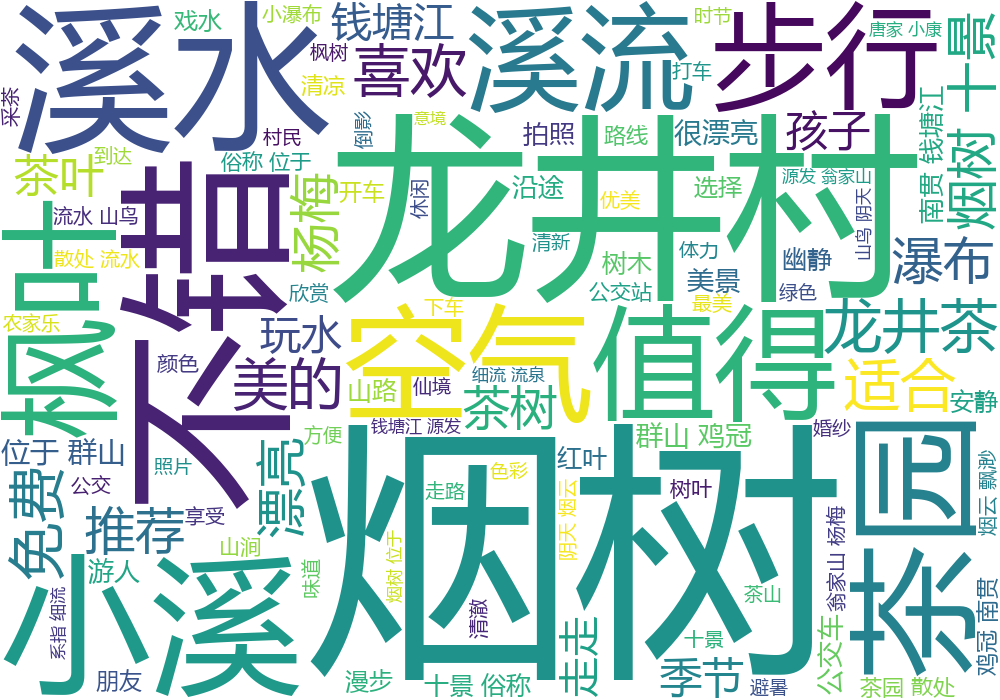 溪水
戏水
小瀑布
钱塘江
溪流
时节
步行
唐家 小康
十景
采茶
枫树
清凉
喜欢
打车
村民
倒影
意境
拍照
路线
很漂亮
孩子
钱塘江
南贯
烟树
茶叶
到达
俗称 位于
不错
龙井村
杨梅
开车
休闲
沿途
优美
选择
源发 翁家山
山鸟 阴天
枫叶
流水 山鸟
散处 流水
清新
体力
幽静
瀑布
欣赏
树木
美景
公交站
绿色
最美
农家乐
玩水
下车
空气
值得
龙井茶
颜色
美的
山路
仙境
细流 流泉
茶树
适合
安静
钱塘江 源发
婚纱
位于 群山
照片
漂亮
方便
群山 鸡冠
茶园
烟云 飘渺
免费
公交
享受
走路
色彩
红叶
树叶
烟树
推荐
阴天 烟云
翁家山 杨梅
小溪
游人
山涧
味道
烟树 位于
清澈
茶山
公交车
系指 细流
朋友
漫步
十景 俗称
走走
十景
季节
避暑
茶园 散处
鸡冠 南贯